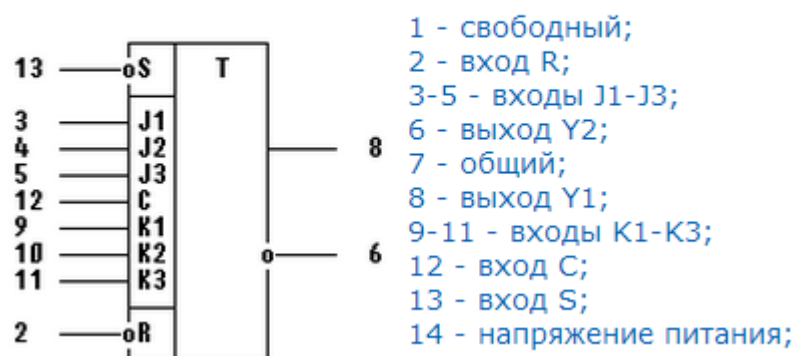 13 S T
3 J1
4 J2 8
5 J3
12 C
9 K1
10 K2 6
11 K3
2 R
1 - свободный;
2 - вход R;
3-5 - входы J1-J3;
6 - выход Y2;
7 - общий;
8 - выход Y1;
9-11 - входы K1-K3;
12 - вход C;
13 - вход S;
14 - напряжение питания;